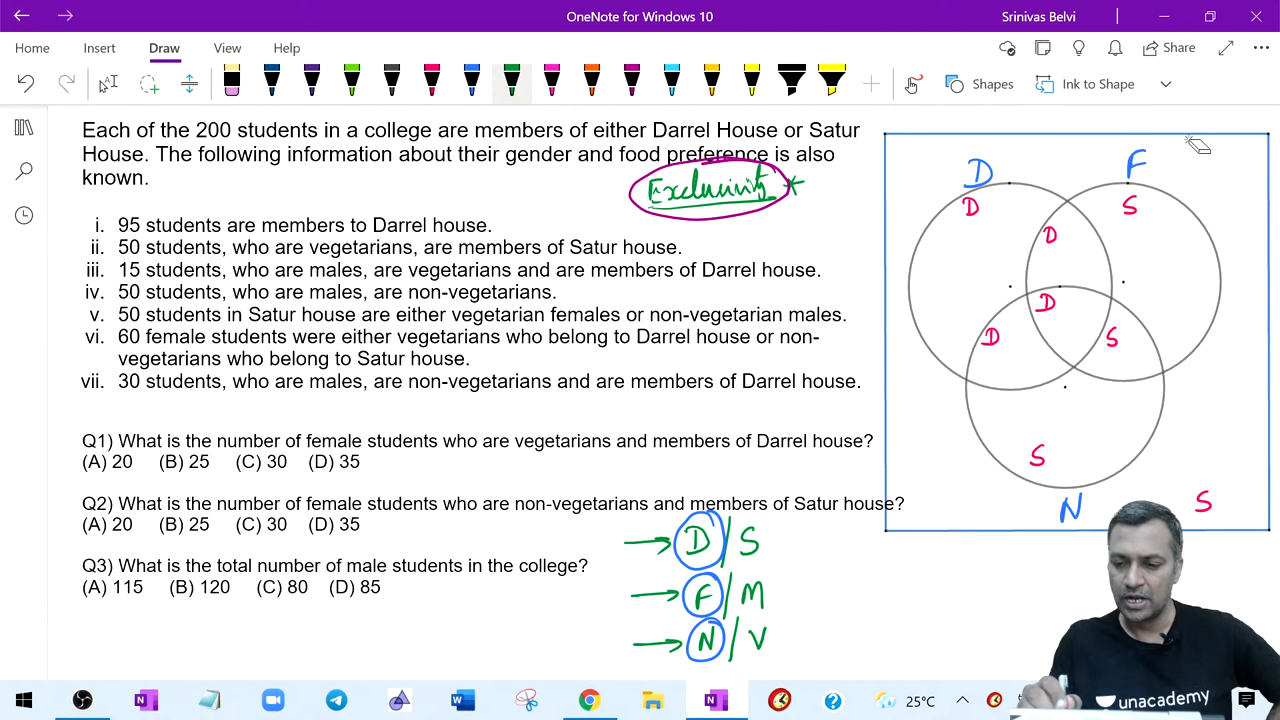 OneNote for Windows 10
Srinivas Belvi
Home Insert Draw View Help
Share
Shapes
Ink to Shape
Each of the 200 students in a college are members of either Darrel House or Satur
House. The following information about their gender and food preference is also
known.
Exclusivity *
i. 95 students are members to Darrel house.
ii. 50 students, who are vegetarians, are members of Satur house.
iii. 15 students, who are males, are vegetarians and are members of Darrel house.
iv. 50 students, who are males, are non-vegetarians.
v. 50 students in Satur house are either vegetarian females or non-vegetarian males.
vi. 60 female students were either vegetarians who belong to Darrel house or non-
vegetarians who belong to Satur house.
vii. 30 students, who are males, are non-vegetarians and are members of Darrel house.
Q1) What is the number of female students who are vegetarians and members of Darrel house?
(A) 20 (B) 25 (C) 30 (D) 35
Q2) What is the number of female students who are non-vegetarians and members of Satur house?
(A) 20 (B) 25 (C) 30 (D) 35
Q3) What is the total number of male students in the college?
(A) 115 (B) 120 (C) 80 (D) 85
D / S
F / M
N / V
D F
D S
D
D
D S
S
N S
unacademy
25°C